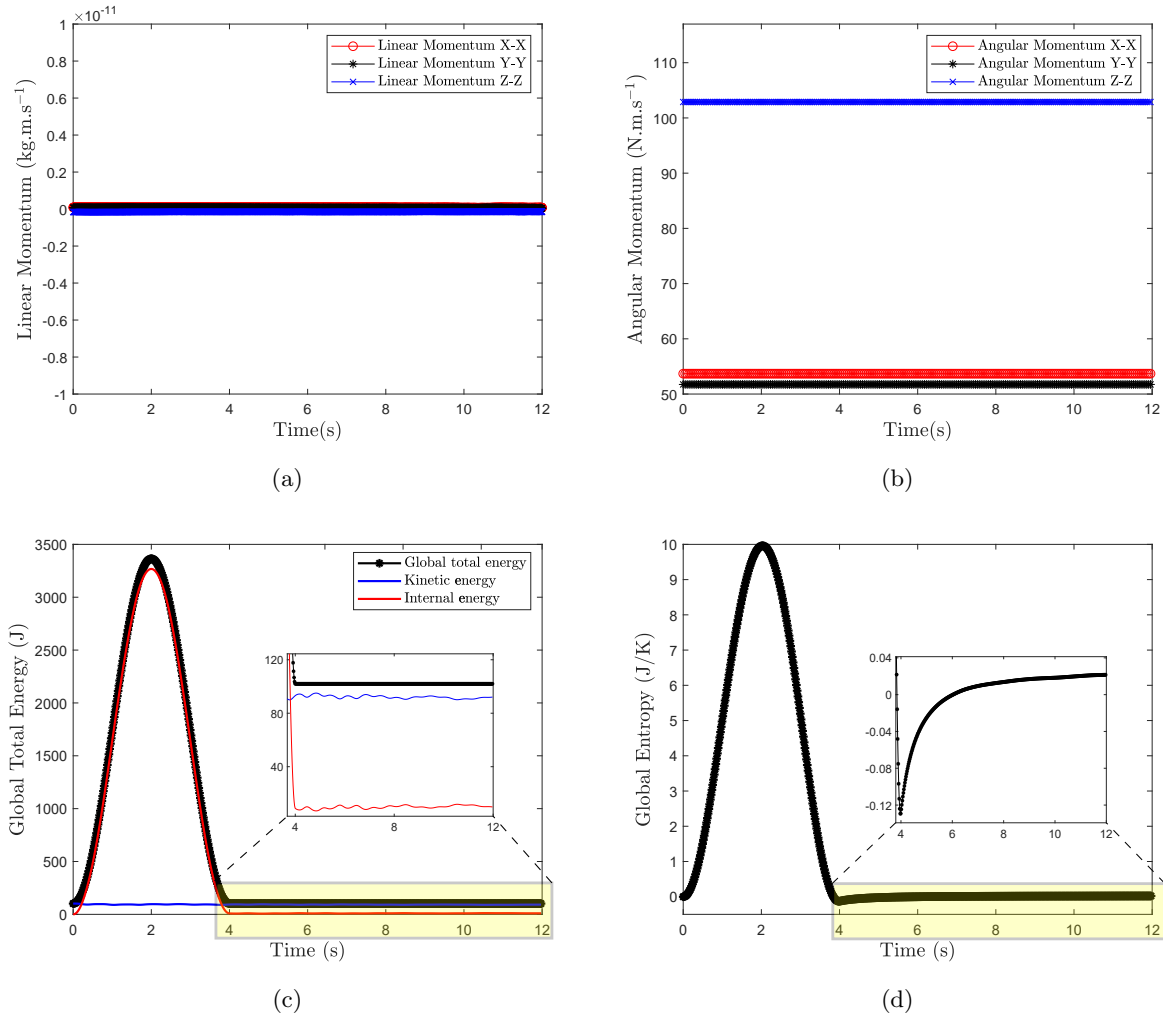 ×10⁻¹¹
1
0.8
0.6
0.4
0.2
0
-0.2
-0.4
-0.6
-0.8
-1
Linear Momentum (kg.m.s⁻¹)
Linear Momentum X-X
Linear Momentum Y-Y
Linear Momentum Z-Z
0 2 4 6 8 10 12
Time(s)
(a)
110
100
90
80
70
60
50
Angular Momentum (N.m.s⁻¹)
Angular Momentum X-X
Angular Momentum Y-Y
Angular Momentum Z-Z
0 2 4 6 8 10 12
Time(s)
(b)
3500
3000
2500
2000
1500
1000
500
0
Global Total Energy (J)
Global total energy
Kinetic energy
Internal energy
120
80
40
4 8 12
0 2 4 6 8 10 12
Time (s)
(c)
10
9
8
7
6
5
4
3
2
1
0
Global Entropy (J/K)
0.04
0
-0.04
-0.08
-0.12
4 6 8 10 12
0 2 4 6 8 10 12
Time (s)
(d)